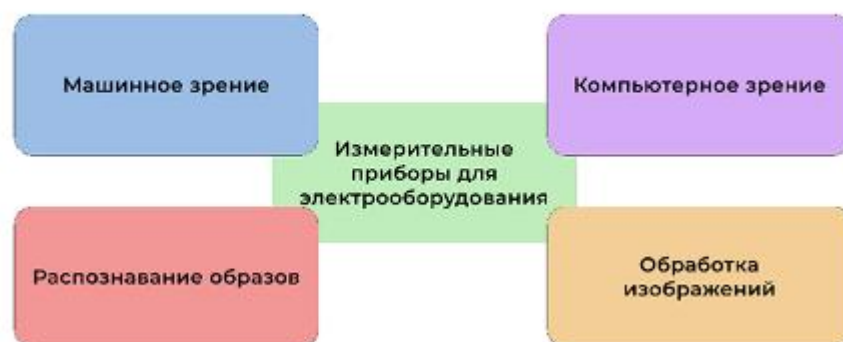 Машинное зрение
Компьютерное зрение
Измерительные
приборы для
электрооборудования
Распознавание образов
Обработка
изображений